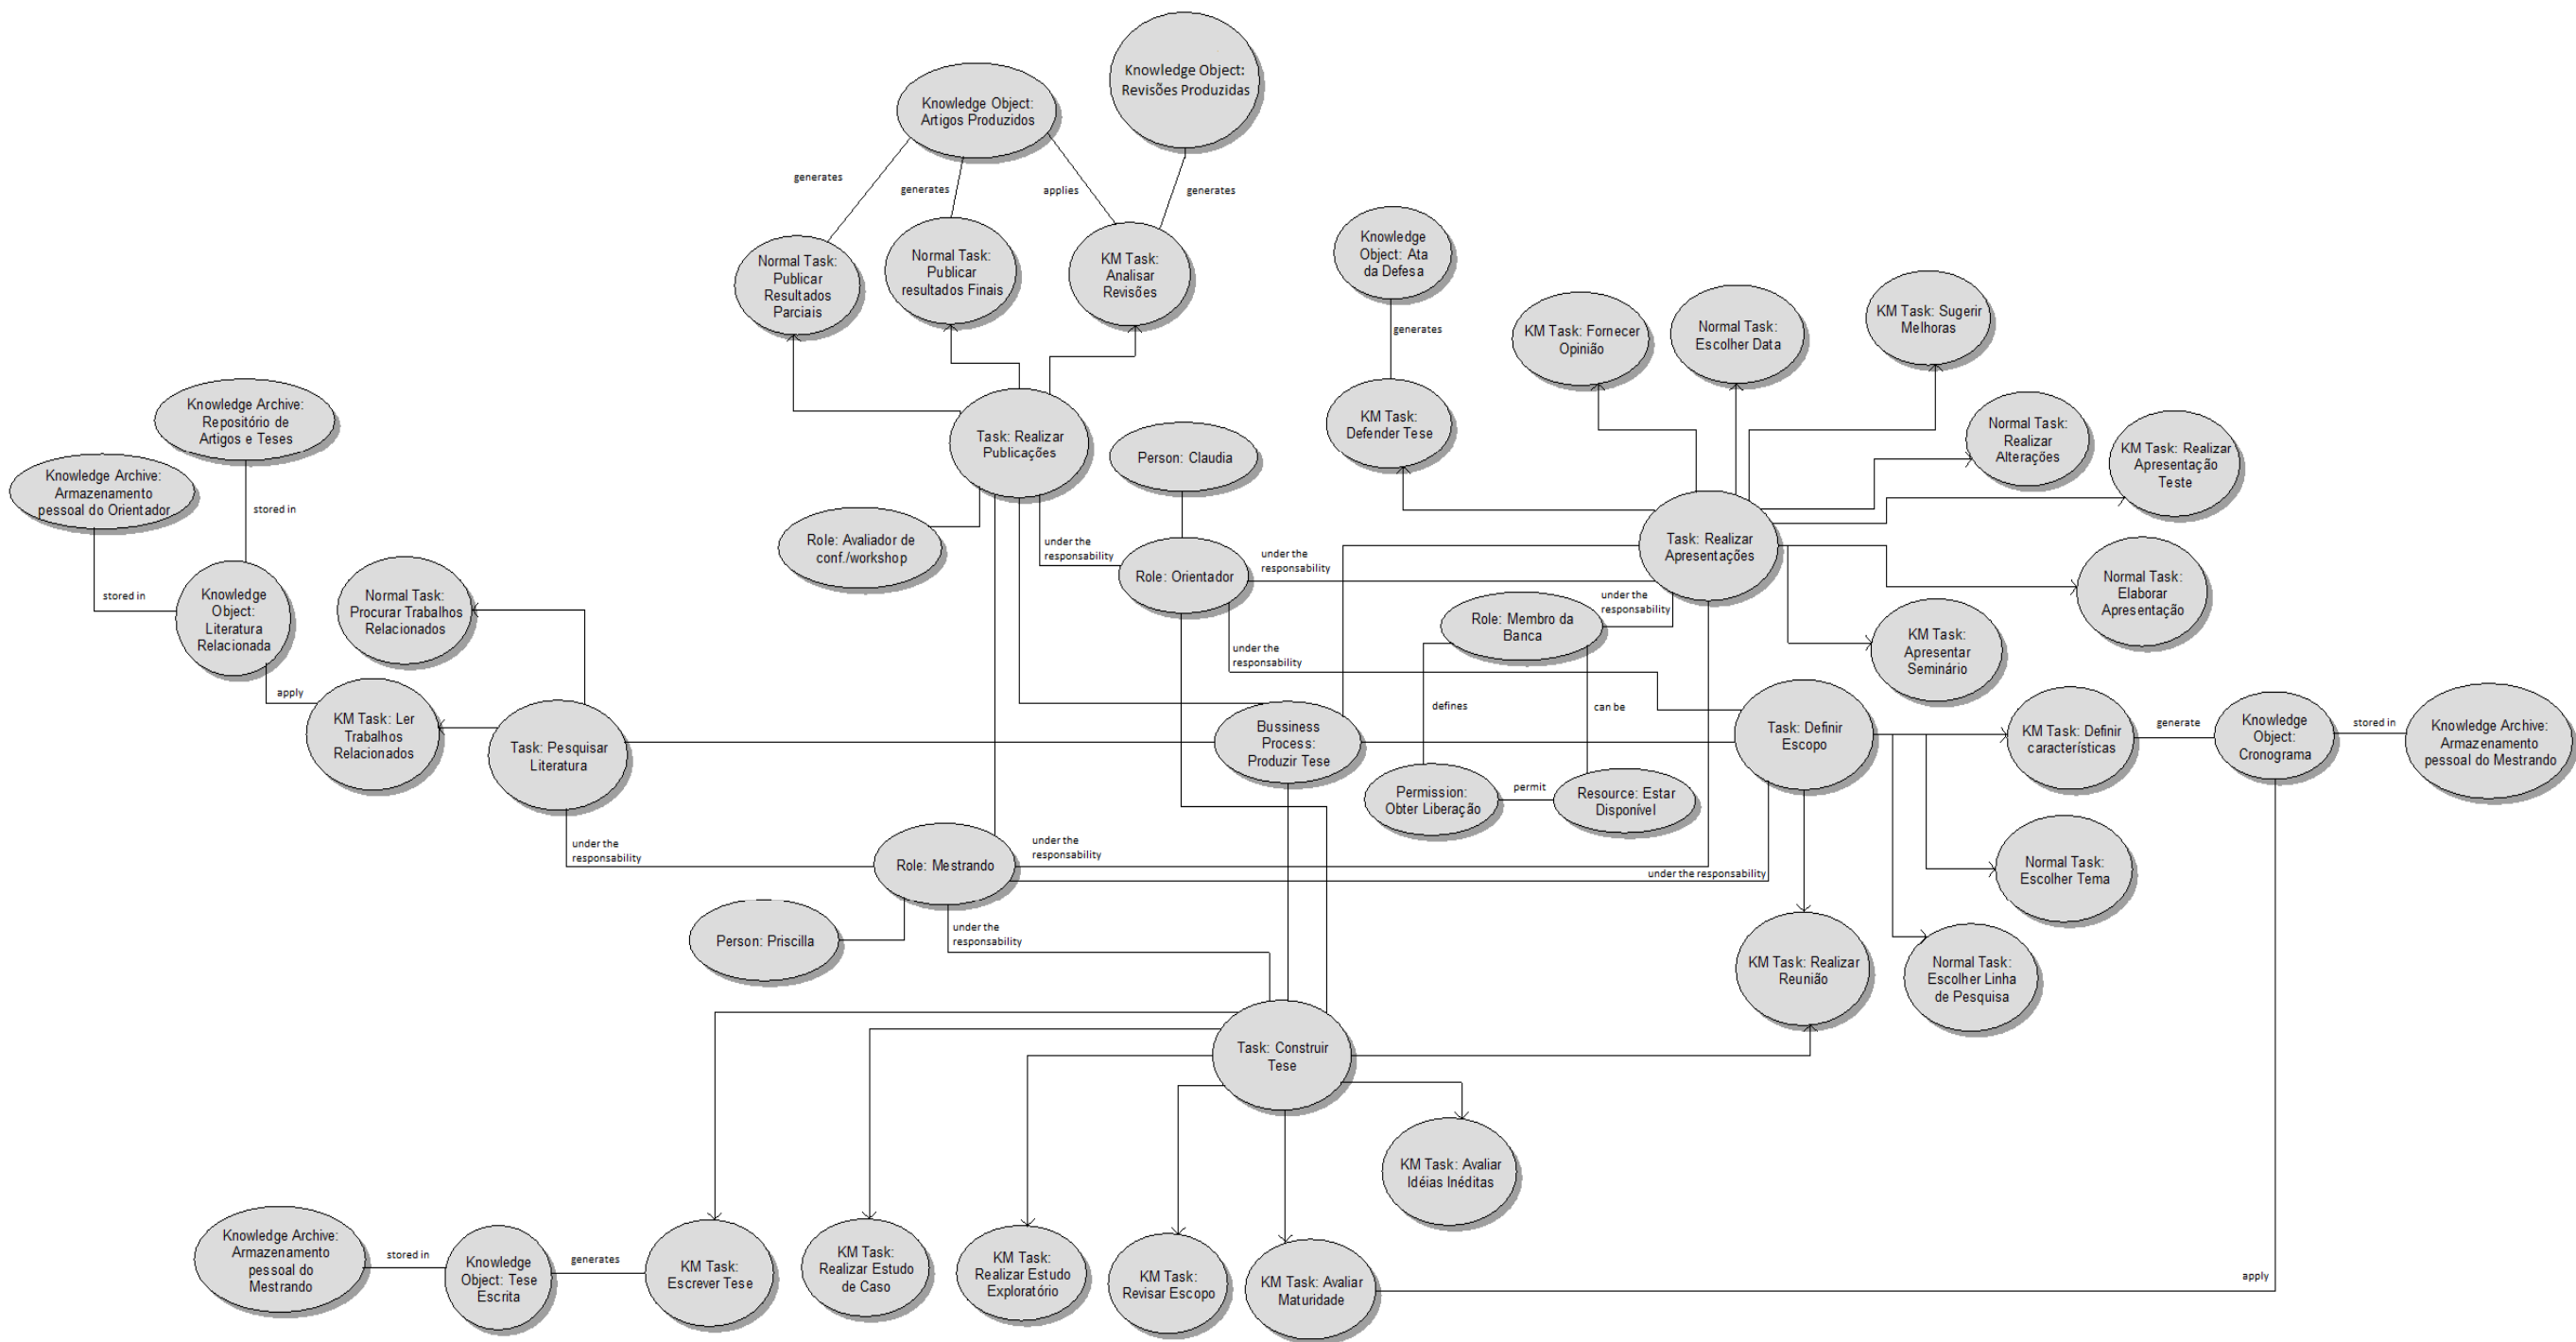 Knowledge Object:
Revisões Produzidas
Knowledge Object:
Artigos Produzidos
generates
generates
applies
generates
Normal Task:
Publicar
Resultados
Parciais
Normal Task:
Publicar
resultados Finais
KM Task:
Analisar
Revisões
Knowledge
Object: Ata
da Defesa
generates
KM Task: Fornecer
Opinião
Normal Task:
Escolher Data
KM Task: Sugerir
Melhoras
Knowledge Archive:
Repositório de
Artigos e Teses
Knowledge Archive:
Armazenamento
pessoal do Orientador
stored in
stored in
Task: Realizar
Publicações
Person: Claudia
KM Task:
Defender Tese
Normal Task:
Realizar
Alterações
KM Task: Realizar
Apresentação
Teste
Role: Avaliador de
conf./workshop
under the
responsability
Role: Orientador
under the
responsability
Task: Realizar
Apresentações
Knowledge
Object:
Literatura
Relacionada
Normal Task:
Procurar Trabalhos
Relacionados
Normal Task:
Elaborar
Apresentação
Role: Membro da
Banca
under the
responsability
under the
responsability
KM Task:
Apresentar
Seminário
apply
KM Task: Ler
Trabalhos
Relacionados
Task: Pesquisar
Literatura
Bussiness
Process:
Produzir Tese
defines
can be
Task: Definir
Escopo
KM Task: Definir
características
generate
Knowledge
Object:
Cronograma
stored in
Knowledge Archive:
Armazenamento
pessoal do Mestrando
Permission:
Obter Liberação
permit
Resource: Estar
Disponível
under the
responsability
Role: Mestrando
under the
responsability
under the responsability
Normal Task:
Escolher Tema
Person: Priscilla
under the
responsability
KM Task: Realizar
Reunião
Normal Task:
Escolher Linha
de Pesquisa
Task: Construir
Tese
KM Task: Avaliar
Idéias Inéditas
Knowledge Archive:
Armazenamento
pessoal do
Mestrando
stored in
Knowledge
Object: Tese
Escrita
generates
KM Task:
Escrever Tese
KM Task:
Realizar Estudo
de Caso
KM Task:
Realizar Estudo
Exploratório
KM Task:
Revisar Escopo
KM Task: Avaliar
Maturidade
apply